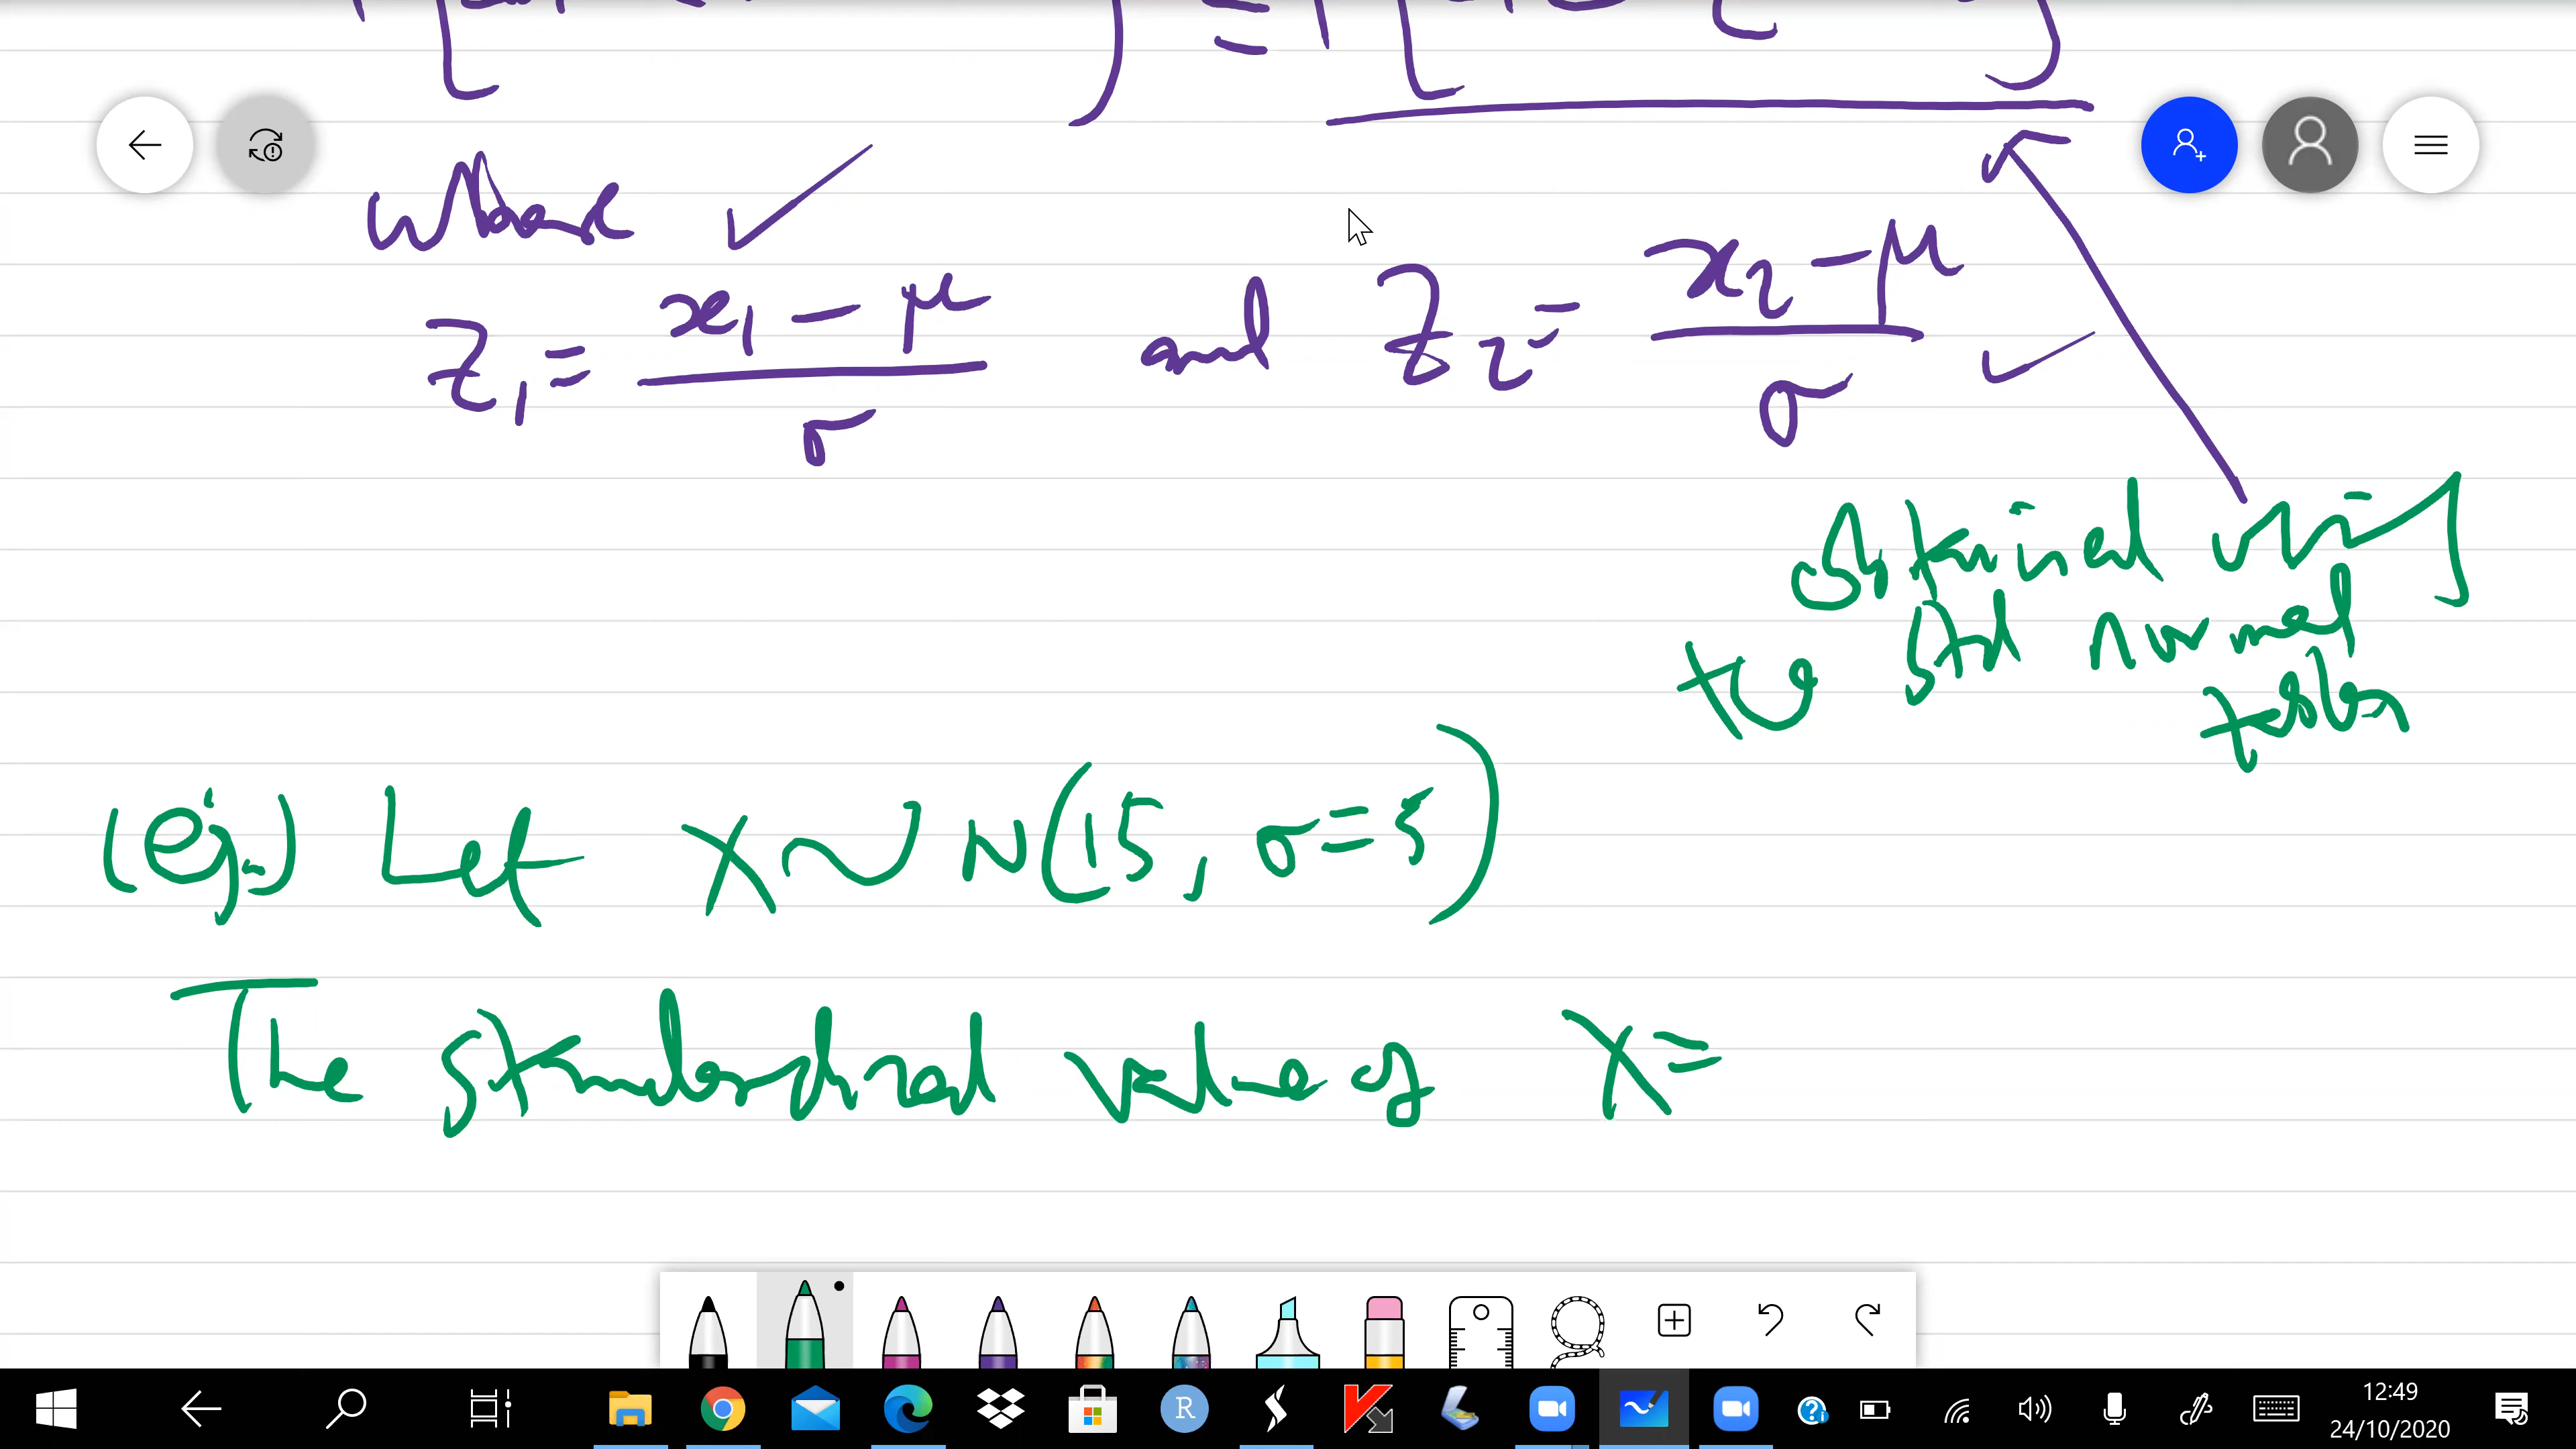 where ✓
Z₁ = (x₁ − μ) / σ and Z₂ = (x₂ − μ) / σ ✓
Obtained using
the std normal
tables
(eg.) Let X ~ N(15, σ=5)
The standardized value of X =
R
12:49
24/10/2020